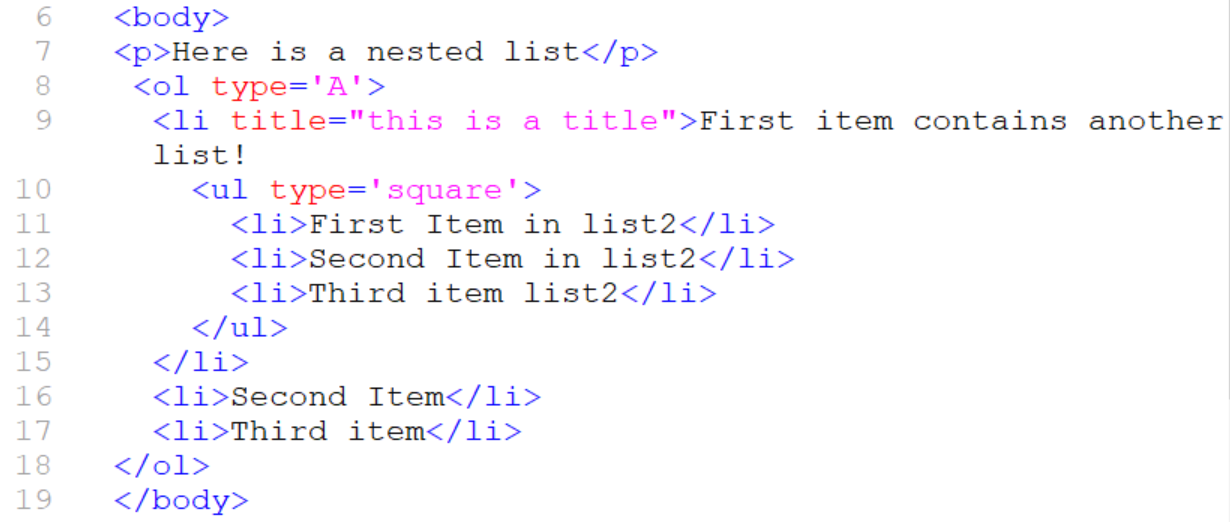 6 <body>
7 <p>Here is a nested list</p>
8 <ol type='A'>
9 <li title="this is a title">First item contains another
list!
10 <ul type='square'>
11 <li>First Item in list2</li>
12 <li>Second Item in list2</li>
13 <li>Third item list2</li>
14 </ul>
15 </li>
16 <li>Second Item</li>
17 <li>Third item</li>
18 </ol>
19 </body>